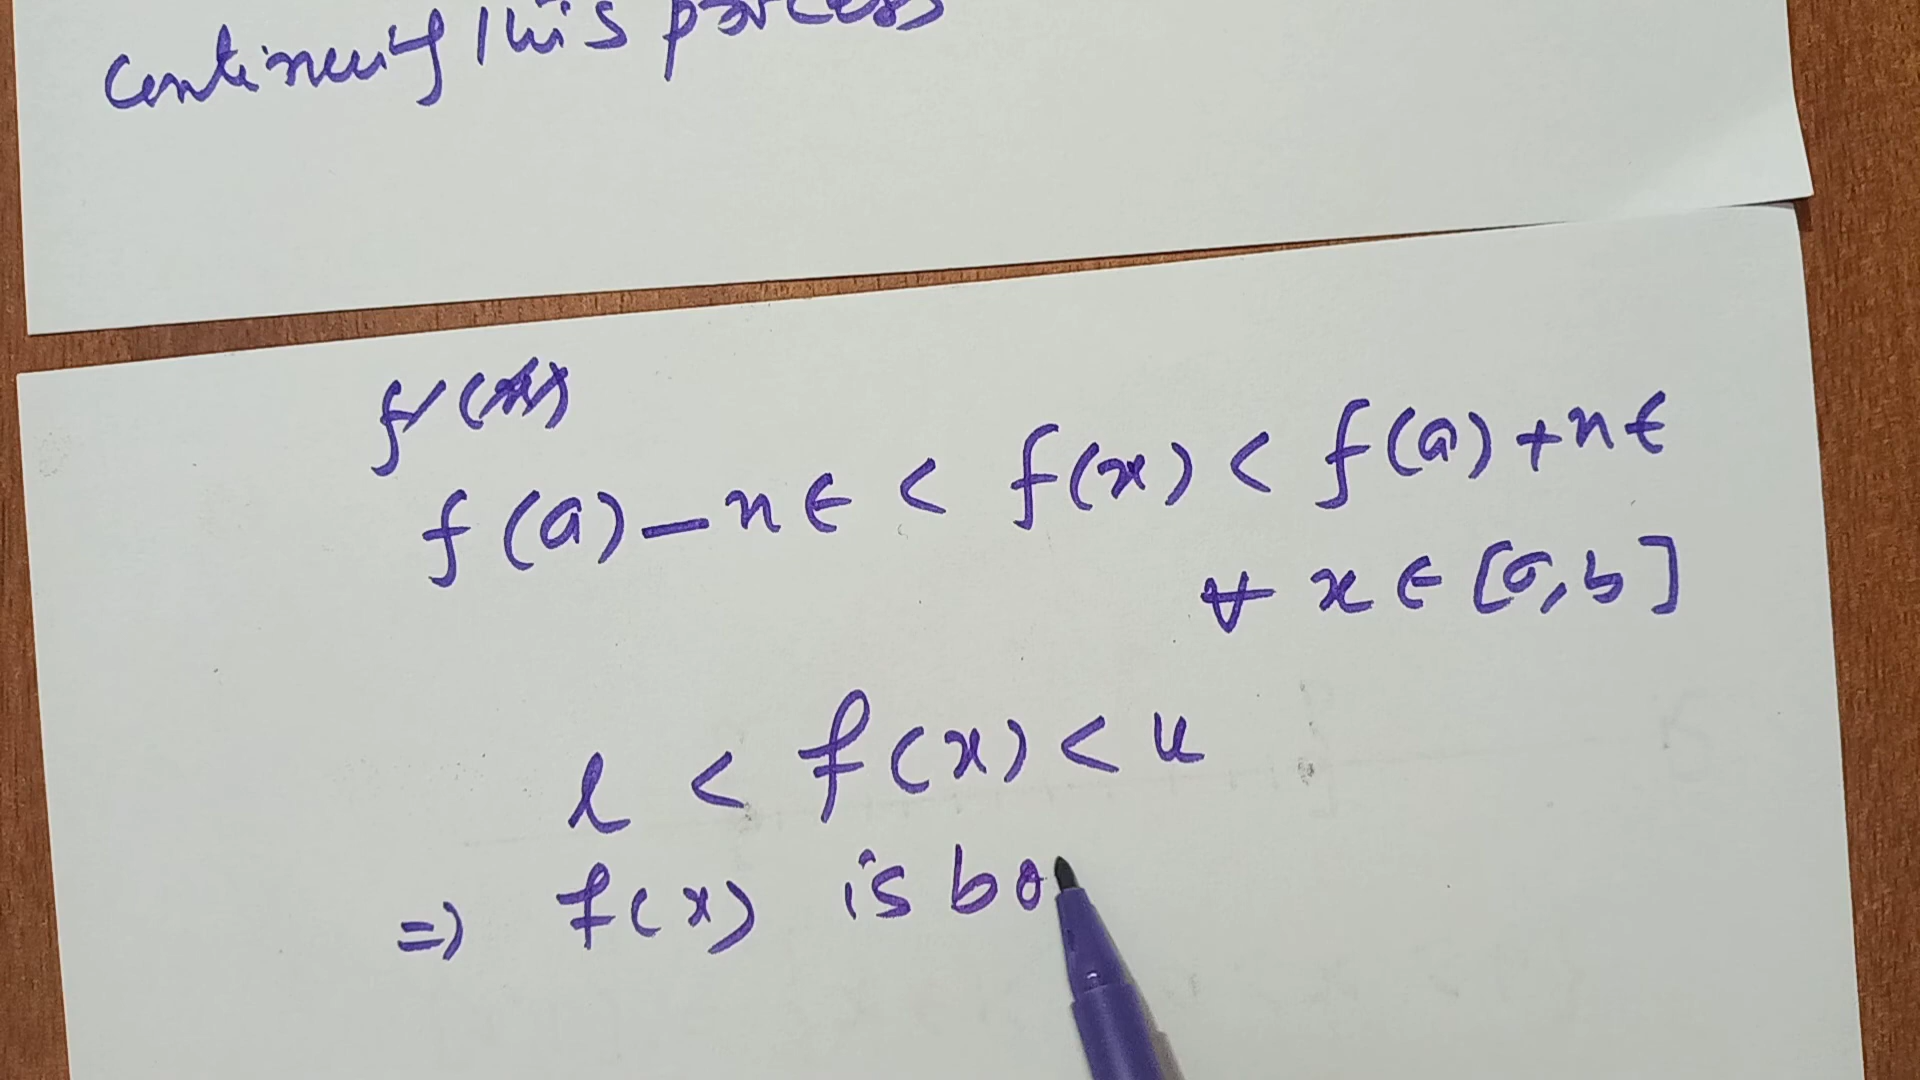 Continuing this process
f(x)
f(a)-nϵ < f(x) < f(a)+nϵ
∀ x ∈ [a,b]
l < f(x) < u
=> f(x) is bo